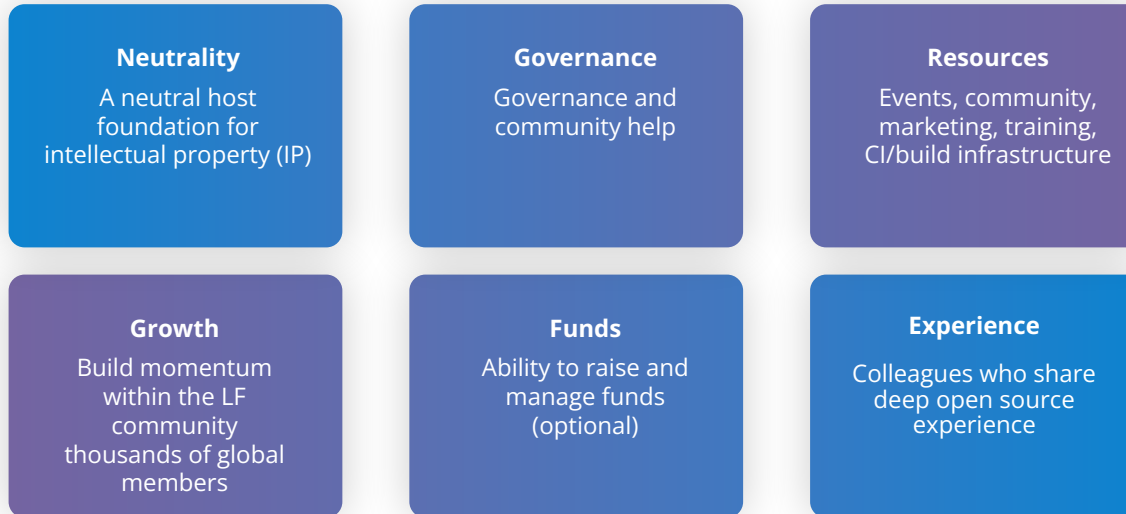 Neutrality
A neutral host
foundation for
intellectual property (IP)
Governance
Governance and
community help
Resources
Events, community,
marketing, training,
CI/build infrastructure
Growth
Build momentum
within the LF
community
thousands of global
members
Funds
Ability to raise and
manage funds
(optional)
Experience
Colleagues who share
deep open source
experience